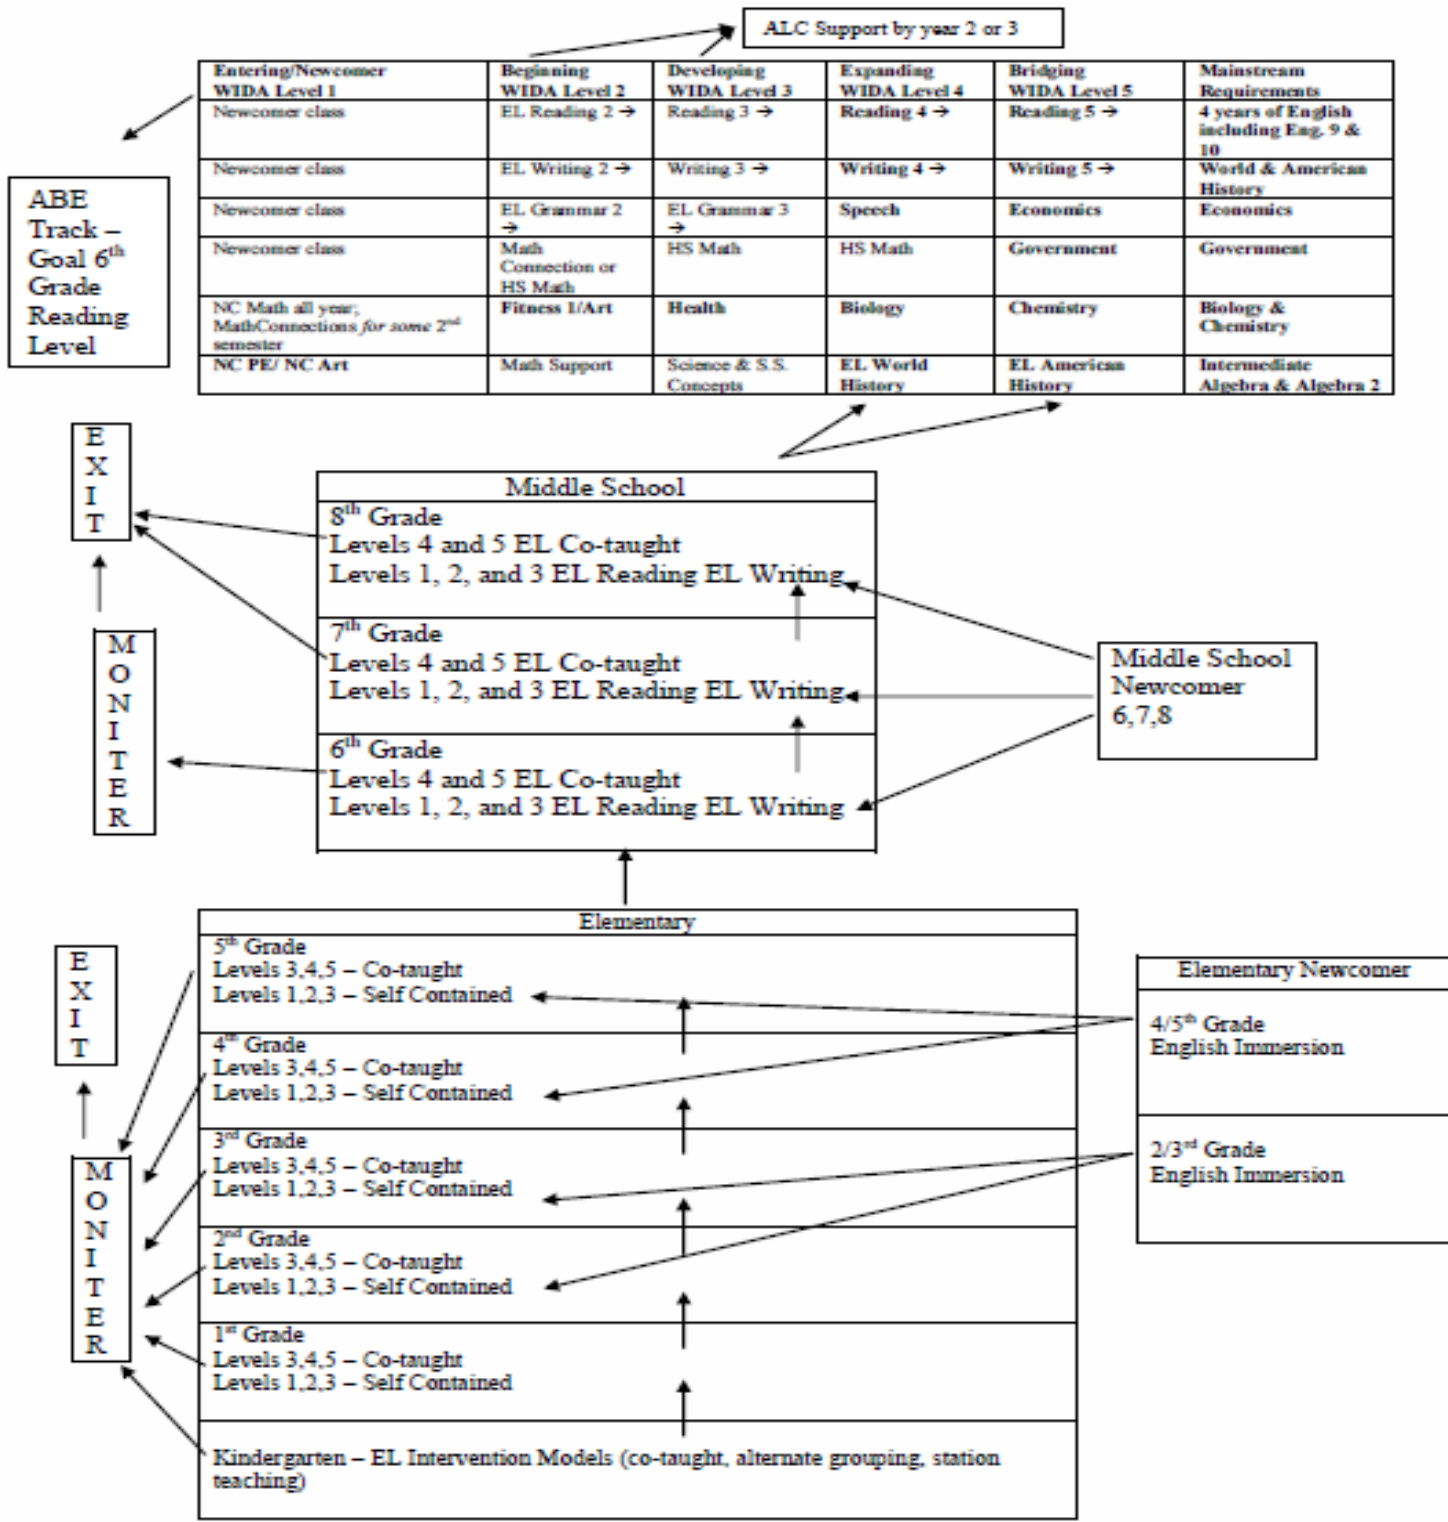 ALC Support by year 2 or 3
Entering/Newcomer
WIDA Level 1
Beginning
WIDA Level 2
Developing
WIDA Level 3
Expanding
WIDA Level 4
Bridging
WIDA Level 5
Mainstream
Requirements
Newcomer class
EL Reading 2 →
Reading 3 →
Reading 4 →
Reading 5 →
4 years of English
including Eng. 9 &
10
Newcomer class
EL Writing 2 →
Writing 3 →
Writing 4 →
Writing 5 →
World & American
History
Newcomer class
EL Grammar 2
→
EL Grammar 3
→
Speech
Economics
Economics
Newcomer class
Math
Connection or
HS Math
HS Math
HS Math
Government
Government
NC Math all year;
MathConnections for some 2nd
semester
Fitness 1/Art
Health
Biology
Chemistry
Biology &
Chemistry
NC PE/ NC Art
Math Support
Science & S.S.
Concepts
EL World
History
EL American
History
Intermediate
Algebra & Algebra 2
ABE
Track –
Goal 6th
Grade
Reading
Level
EXIT
MONITER
Middle School
8th Grade
Levels 4 and 5 EL Co-taught
Levels 1, 2, and 3 EL Reading EL Writing
7th Grade
Levels 4 and 5 EL Co-taught
Levels 1, 2, and 3 EL Reading EL Writing
6th Grade
Levels 4 and 5 EL Co-taught
Levels 1, 2, and 3 EL Reading EL Writing
Middle School
Newcomer
6,7,8
EXIT
MONITER
Elementary
5th Grade
Levels 3,4,5 – Co-taught
Levels 1,2,3 – Self Contained
4th Grade
Levels 3,4,5 – Co-taught
Levels 1,2,3 – Self Contained
3rd Grade
Levels 3,4,5 – Co-taught
Levels 1,2,3 – Self Contained
2nd Grade
Levels 3,4,5 – Co-taught
Levels 1,2,3 – Self Contained
1st Grade
Levels 3,4,5 – Co-taught
Levels 1,2,3 – Self Contained
Kindergarten – EL Intervention Models (co-taught, alternate grouping, station
teaching)
Elementary Newcomer
4/5th Grade
English Immersion
2/3rd Grade
English Immersion